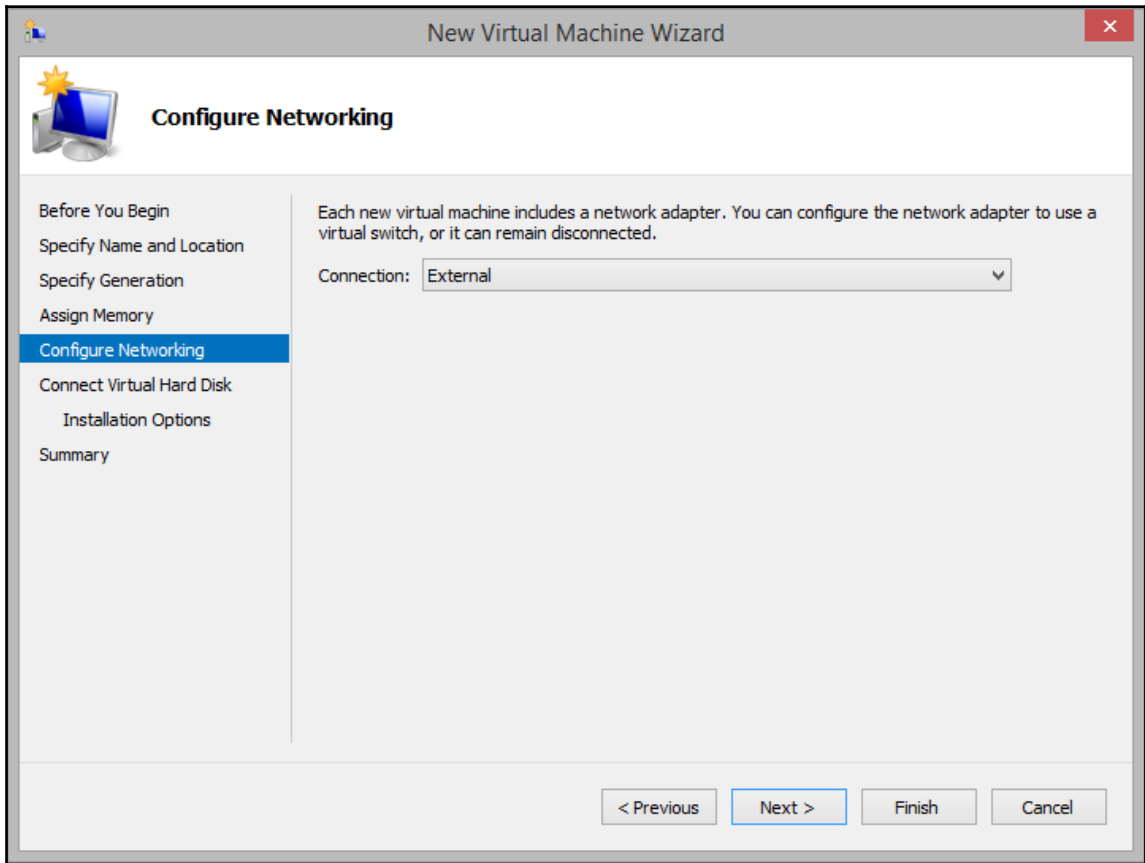 New Virtual Machine Wizard
Configure Networking
Before You Begin
Specify Name and Location
Specify Generation
Assign Memory
Configure Networking
Connect Virtual Hard Disk
Installation Options
Summary
Each new virtual machine includes a network adapter. You can configure the network adapter to use a
virtual switch, or it can remain disconnected.
Connection: External
< Previous Next > Finish Cancel